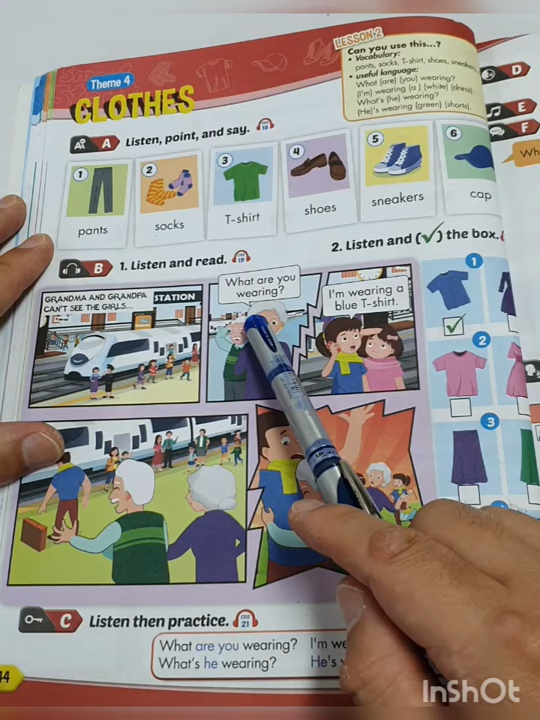 LESSON 2
Can you use this...?
• Vocabulary:
pants, socks, T-shirt, shoes, sneakers
• useful language:
What (are) (you) wearing?
(I'm) wearing (a) (white) (dress).
What's (he) wearing?
(He)'s wearing (green) (shorts).
Theme 4
CLOTHES
A Listen, point, and say.
1
pants
2
socks
3
T-shirt
4
shoes
5
sneakers
6
cap
D
E
F
Wh
B 1. Listen and read.
2. Listen and (✓) the box.
GRANDMA AND GRANDPA
CAN'T SEE THE GIRLS...
STATION
What are you
wearing?
I'm wearing a
blue T-shirt.
1
2
3
C Listen then practice.
CD2
21
What are you wearing? I'm we
What's he wearing? He's
44
InShOt